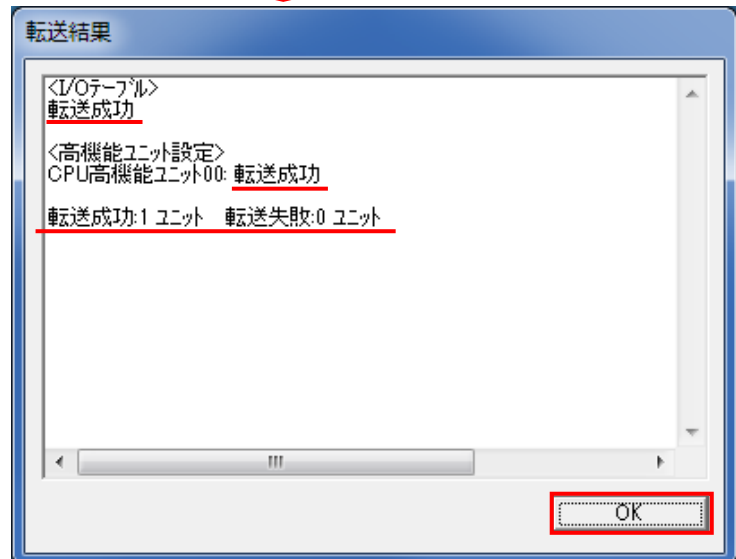 転送結果
<I/Oテーブル>
転送成功
<高機能ユニット設定>
CPU高機能ユニット00: 転送成功
転送成功:1 ユニット　転送失敗:0 ユニット
OK